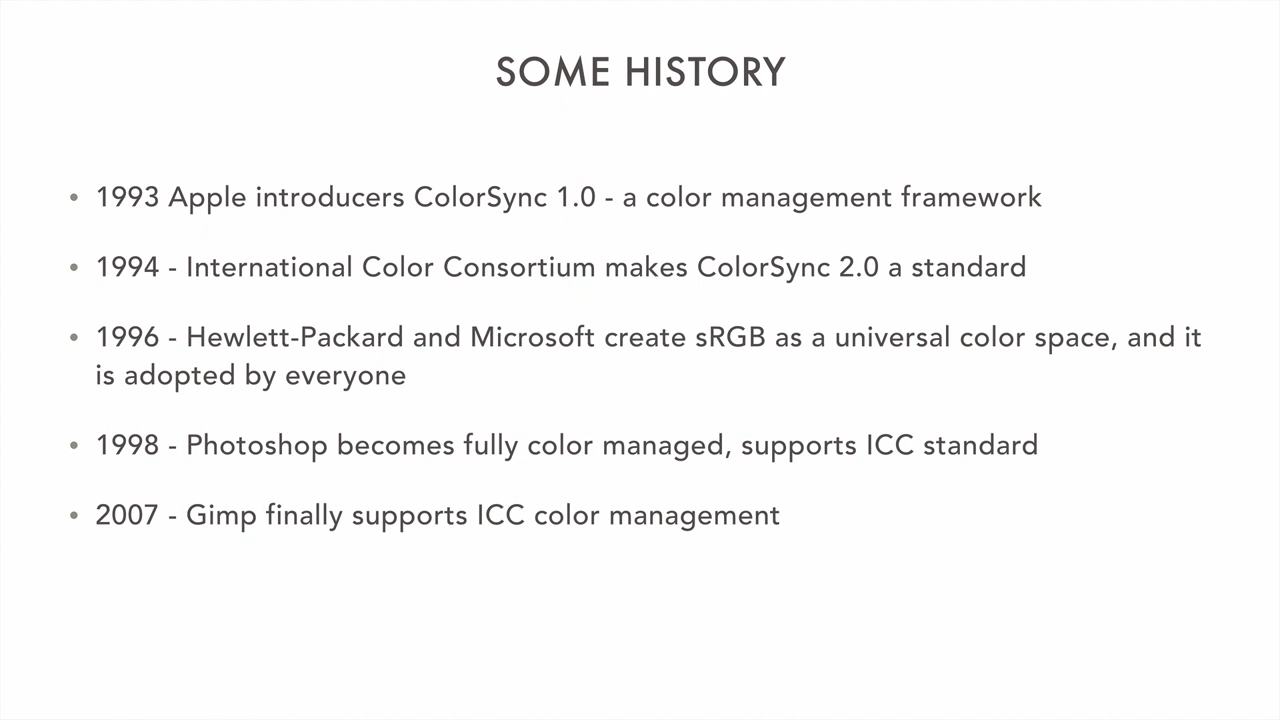 SOME HISTORY
• 1993 Apple introducers ColorSync 1.0 - a color management framework
• 1994 - International Color Consortium makes ColorSync 2.0 a standard
• 1996 - Hewlett-Packard and Microsoft create sRGB as a universal color space, and it
is adopted by everyone
• 1998 - Photoshop becomes fully color managed, supports ICC standard
• 2007 - Gimp finally supports ICC color management